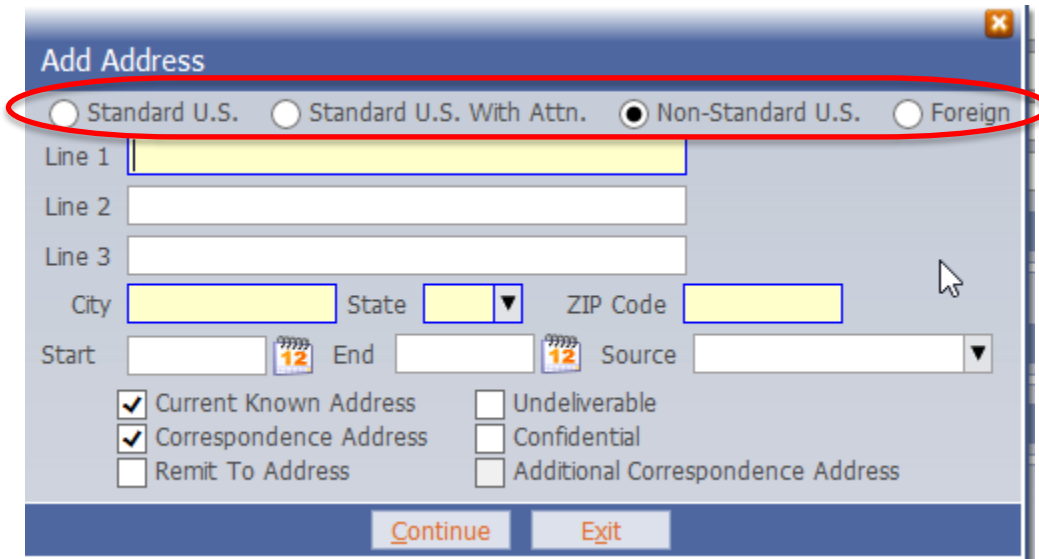 Add Address
Standard U.S. Standard U.S. With Attn. Non-Standard U.S. Foreign
Line 1
Line 2
Line 3
City State ZIP Code
Start 12 End 12 Source
Current Known Address Undeliverable
Correspondence Address Confidential
Remit To Address Additional Correspondence Address
Continue Exit